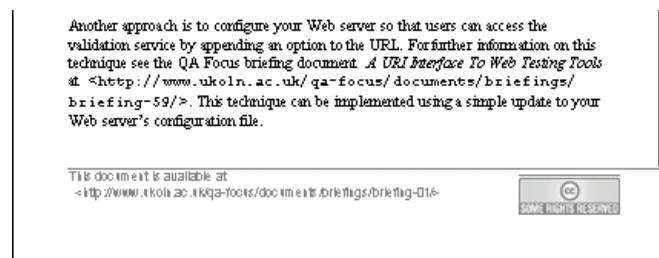 Another approach is to configure your Web server so that users can access the
validation service by appending an option to the URL. For further information on this
technique see the QA Focus briefing document A URI Interface To Web Testing Tools
at <http://www.ukoln.ac.uk/qa-focus/documents/briefings/
briefing-59/>. This technique can be implemented using a simple update to your
Web server's configuration file.
This document is available at
<http://www.ukoln.ac.uk/qa-focus/documents/briefings/briefing-01/>
cc
SOME RIGHTS RESERVED